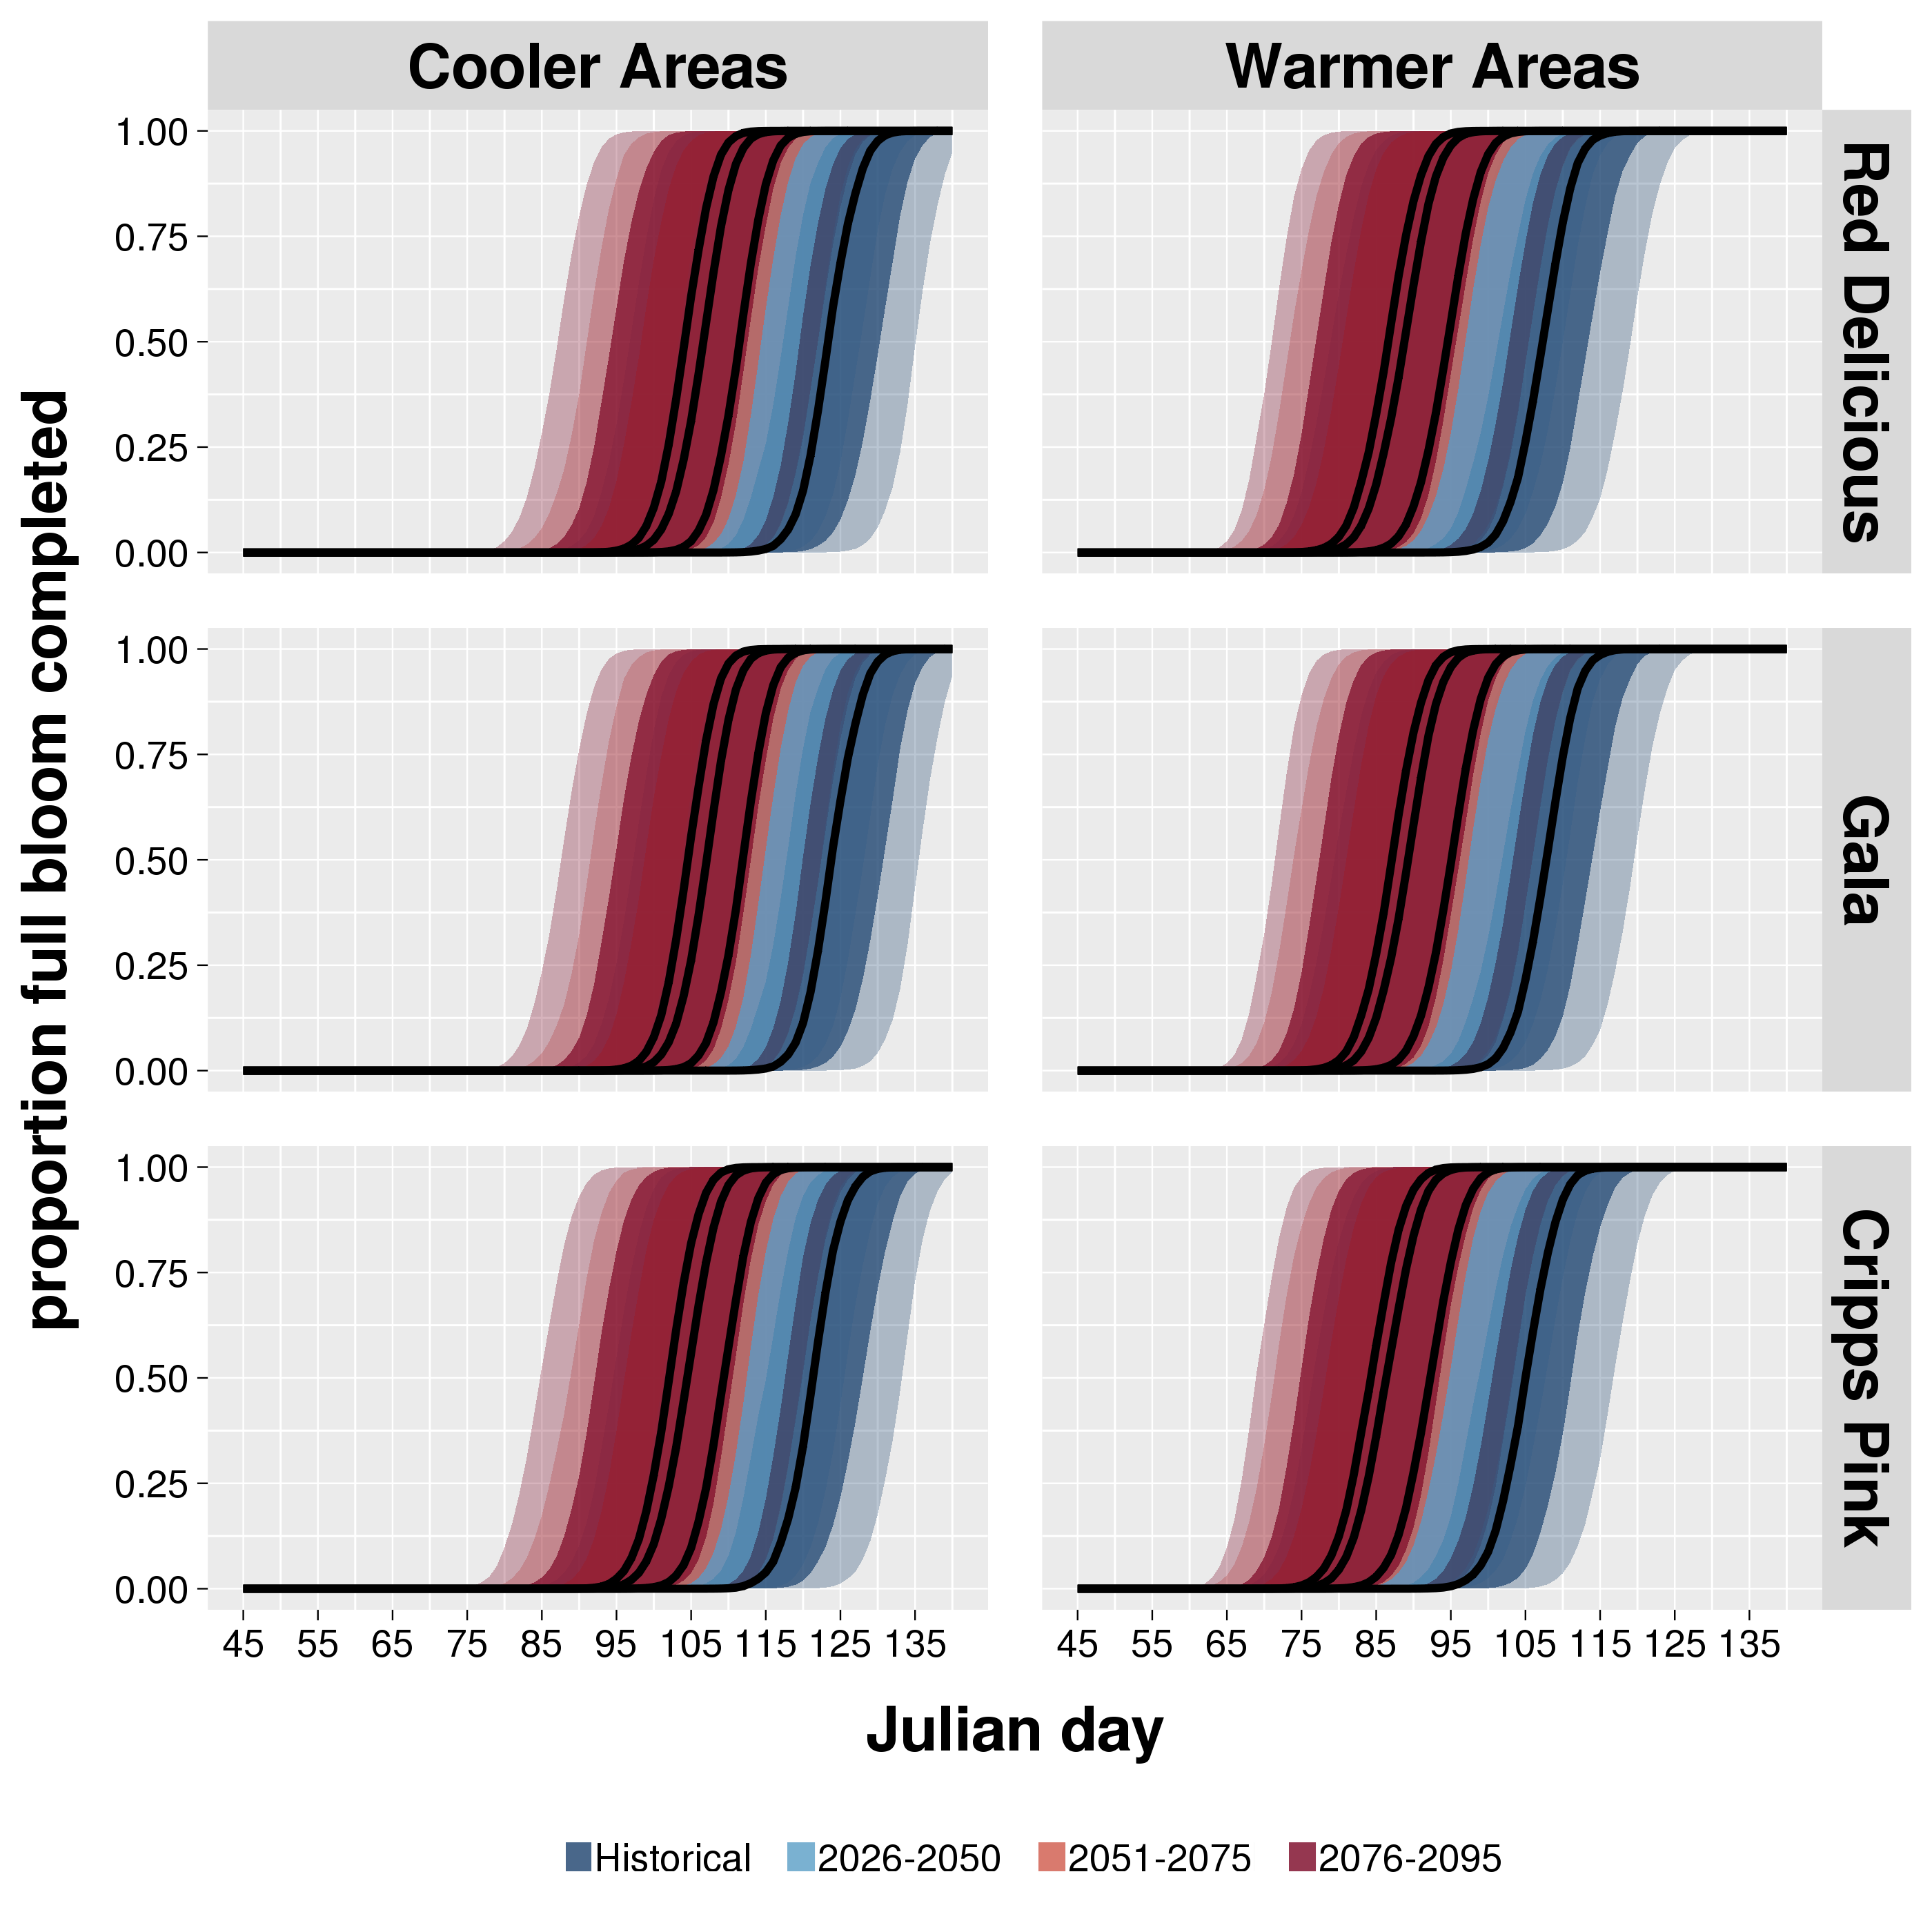 Cooler Areas
Warmer Areas
proportion full bloom completed
1.00
0.75
0.50
0.25
0.00
Red Delicious
1.00
0.75
0.50
0.25
0.00
Gala
1.00
0.75
0.50
0.25
0.00
Cripps Pink
45 55 65 75 85 95 105 115 125 135
45 55 65 75 85 95 105 115 125 135
Julian day
Historical 2026-2050 2051-2075 2076-2095